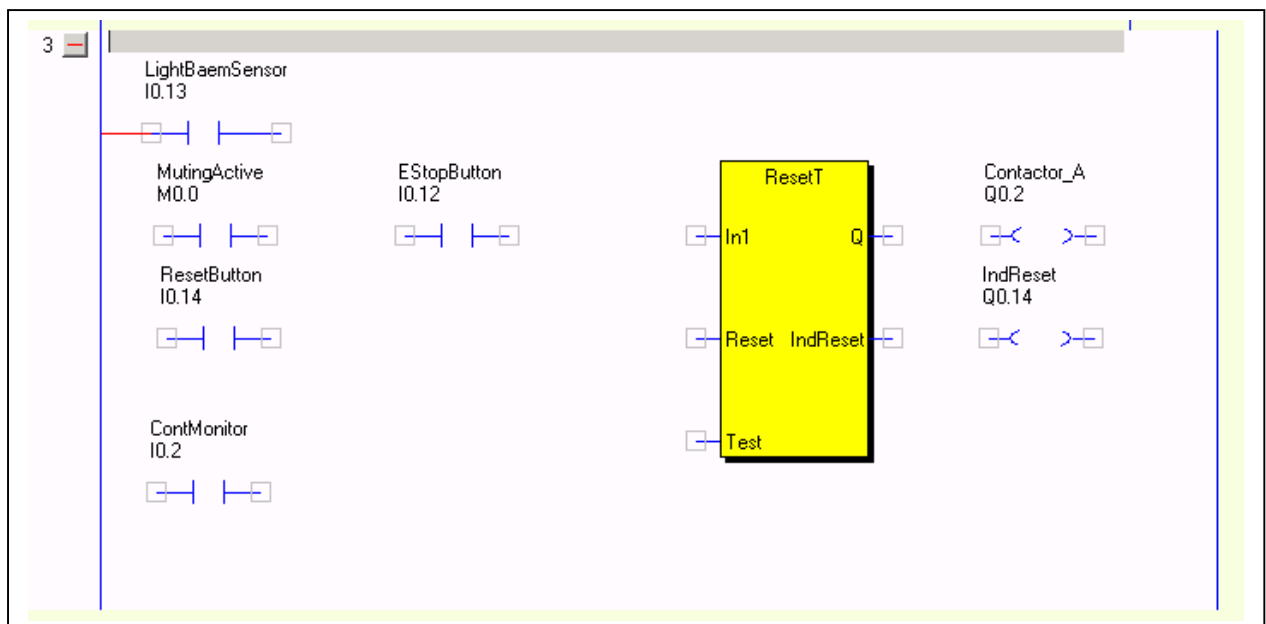 3
LightBaemSensor
I0.13
MutingActive
M0.0
EStopButton
I0.12
ResetT
Contactor_A
Q0.2
In1
Q
ResetButton
I0.14
IndReset
Q0.14
Reset
IndReset
ContMonitor
I0.2
Test